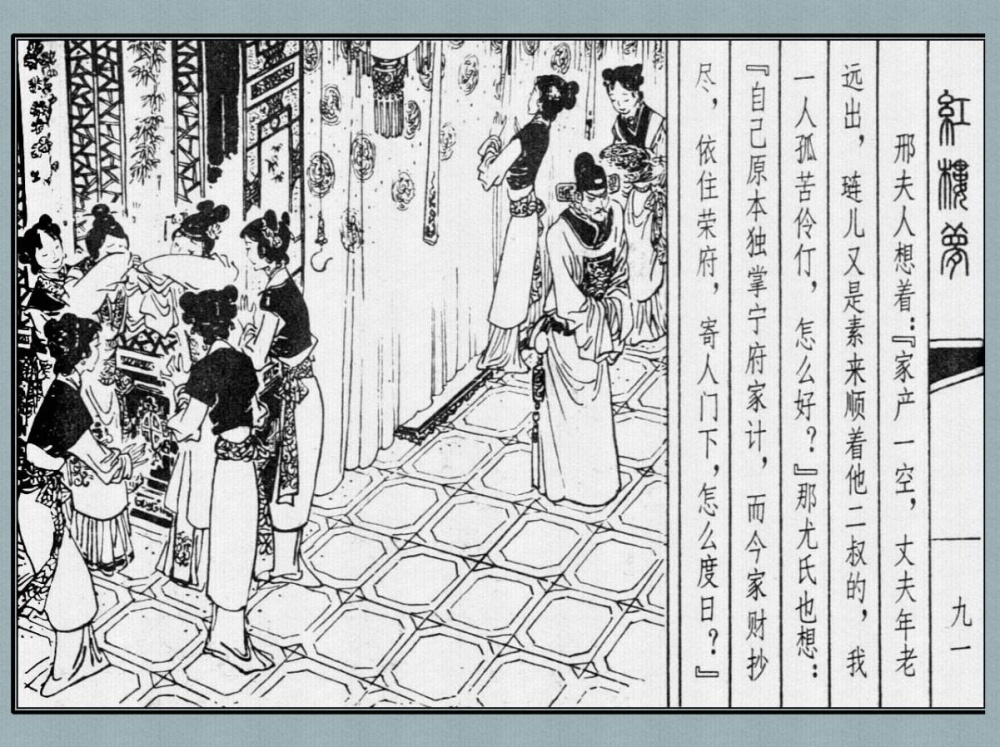 紅樓夢
九一
邢夫人想着：『家产一空，丈夫年老
远出，琏儿又是素来顺着他二叔的，我
一人孤苦伶仃，怎么好？』那尤氏也想：
『自己原本独掌宁府家计，而今家财抄
尽，依住荣府，寄人门下，怎么度日？』